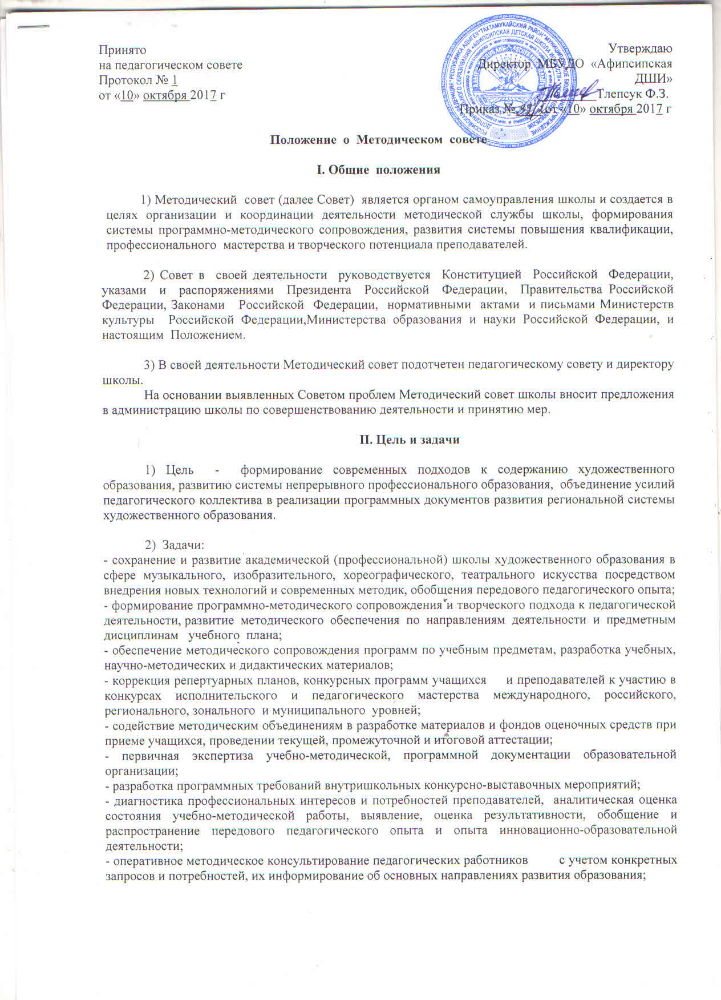 Принято
на педагогическом совете
Протокол № 1
от «10» октября 2017 г
Утверждаю
Директор МБУДО «Афипсипская
ДШИ»
Тлепсук Ф.З.
Приказ № от «10» октября 2017 г
Положение о Методическом совете
I. Общие положения
1) Методический совет (далее Совет) является органом самоуправления школы и создается в
целях организации и координации деятельности методической службы школы, формирования
системы программно-методического сопровождения, развития системы повышения квалификации,
профессионального мастерства и творческого потенциала преподавателей.
2) Совет в своей деятельности руководствуется Конституцией Российской Федерации,
указами и распоряжениями Президента Российской Федерации, Правительства Российской
Федерации, Законами Российской Федерации, нормативными актами и письмами Министерств
культуры Российской Федерации,Министерства образования и науки Российской Федерации, и
настоящим Положением.
3) В своей деятельности Методический совет подотчетен педагогическому совету и директору
школы.
На основании выявленных Советом проблем Методический совет школы вносит предложения
в администрацию школы по совершенствованию деятельности и принятию мер.
II. Цель и задачи
1) Цель - формирование современных подходов к содержанию художественного
образования, развитию системы непрерывного профессионального образования, объединение усилий
педагогического коллектива в реализации программных документов развития региональной системы
художественного образования.
2) Задачи:
- сохранение и развитие академической (профессиональной) школы художественного образования в
сфере музыкального, изобразительного, хореографического, театрального искусства посредством
внедрения новых технологий и современных методик, обобщения передового педагогического опыта;
- формирование программно-методического сопровождения и творческого подхода к педагогической
деятельности, развитие методического обеспечения по направлениям деятельности и предметным
дисциплинам учебного плана;
- обеспечение методического сопровождения программ по учебным предметам, разработка учебных,
научно-методических и дидактических материалов;
- коррекция репертуарных планов, конкурсных программ учащихся и преподавателей к участию в
конкурсах исполнительского и педагогического мастерства международного, российского,
регионального, зонального и муниципального уровней;
- содействие методическим объединениям в разработке материалов и фондов оценочных средств при
приеме учащихся, проведении текущей, промежуточной и итоговой аттестации;
- первичная экспертиза учебно-методической, программной документации образовательной
организации;
- разработка программных требований внутришкольных конкурсно-выставочных мероприятий;
- диагностика профессиональных интересов и потребностей преподавателей, аналитическая оценка
состояния учебно-методической работы, выявление, оценка результативности, обобщение и
распространение передового педагогического опыта и опыта инновационно-образовательной
деятельности;
- оперативное методическое консультирование педагогических работников с учетом конкретных
запросов и потребностей, их информирование об основных направлениях развития образования;